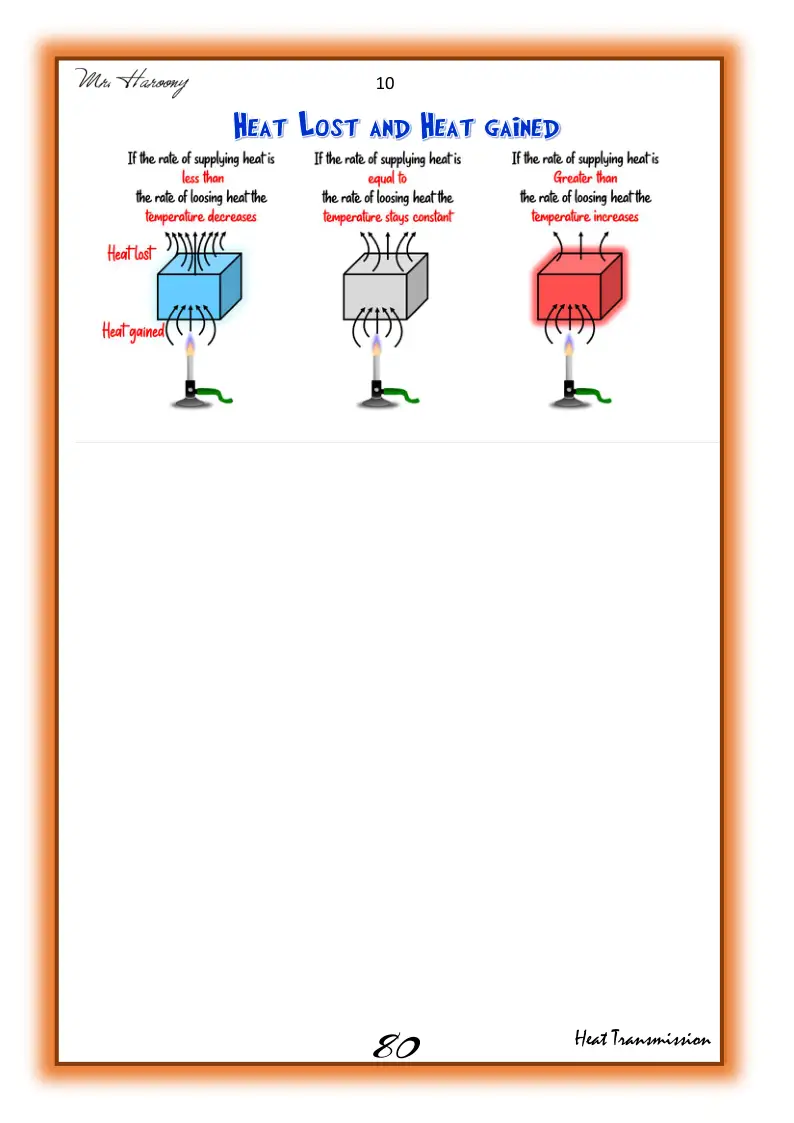 Mr. Haroony
10
Heat Lost and Heat gained
If the rate of supplying heat is
less than
the rate of loosing heat the
temperature decreases
If the rate of supplying heat is
equal to
the rate of loosing heat the
temperature stays constant
If the rate of supplying heat is
Greater than
the rate of loosing heat the
temperature increases
Heat lost
Heat gained
80
Heat Transmission